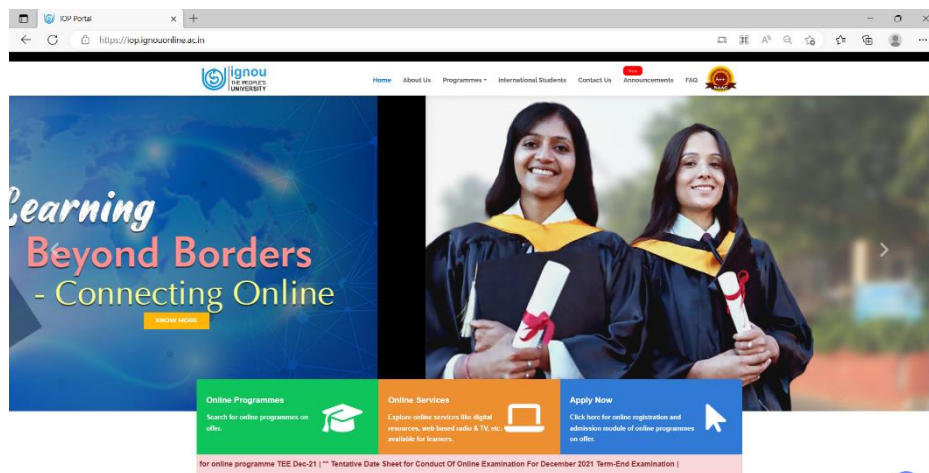 IOP Portal
https://iop.ignouonline.ac.in
ignou
THE PEOPLE'S
UNIVERSITY
Home About Us Programmes International Students Contact Us Announcements FAQ
New
A++
NAAC
Learning
Beyond Borders
- Connecting Online
KNOW MORE
Online Programmes
Search for online programmes on
offer.
Online Services
Explore online services like digital
resources, web based radio & TV, etc.
available for learners.
Apply Now
Click here for online registration and
admission module of online programmes
on offer.
for online programme TEE Dec-21 | ** Tentative Date Sheet for Conduct Of Online Examination For December 2021 Term-End Examination |